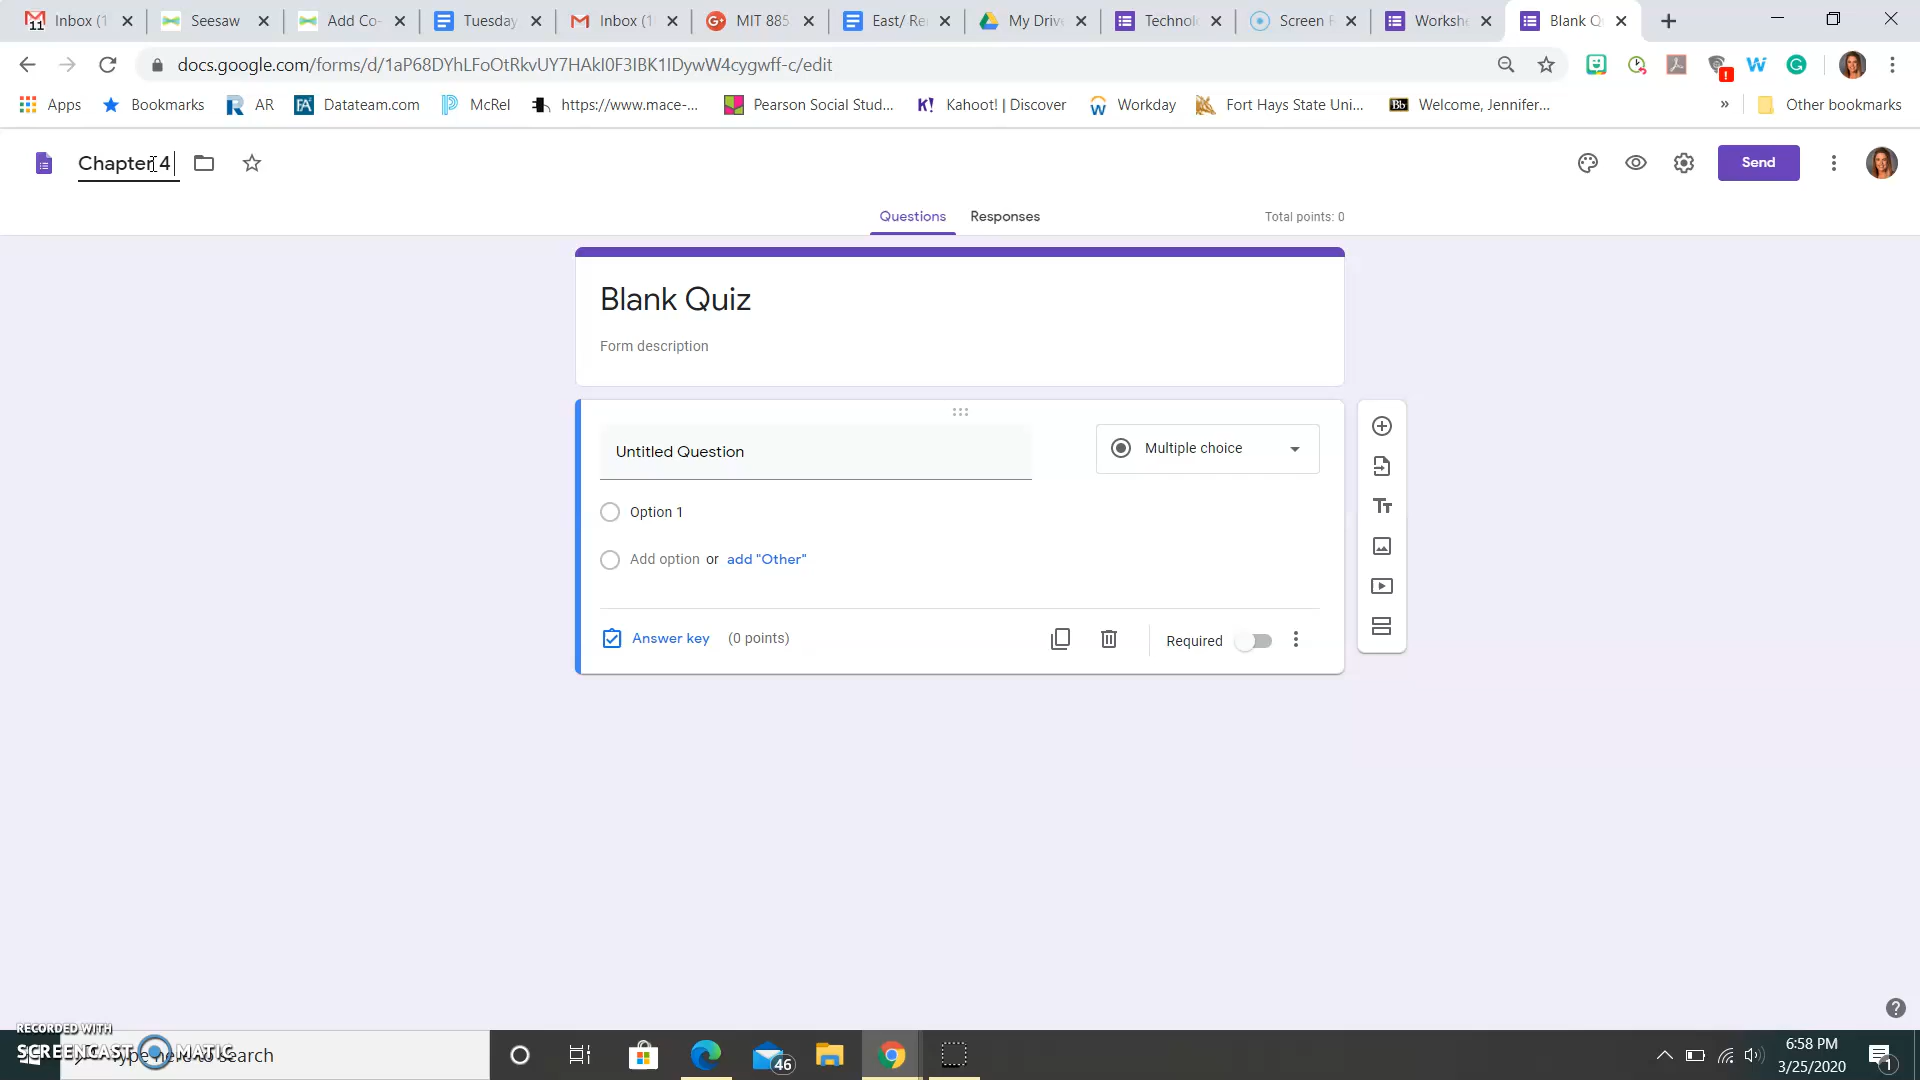 11 Inbox (1 Seesaw Add Co- Tuesday Inbox (1 MIT 885 East/ Re My Driv Technol Screen Workshe Blank Q
docs.google.com/forms/d/1aP68DYhLFoOtRkvUY7HAkI0F3IBK1IDywW4cygwff-c/edit
Apps Bookmarks AR Datateam.com McRel https://www.mace-... Pearson Social Stud... K! Kahoot! | Discover Workday Fort Hays State Uni... Bb Welcome, Jennifer... » Other bookmarks
Chapter 4 Send
Questions Responses Total points: 0
Blank Quiz
Form description
Untitled Question Multiple choice
Option 1
Add option or add "Other"
Answer key (0 points) Required
RECORDED WITH
SCREENCAST MATIC
Type here to search 46 6:58 PM
3/25/2020 1